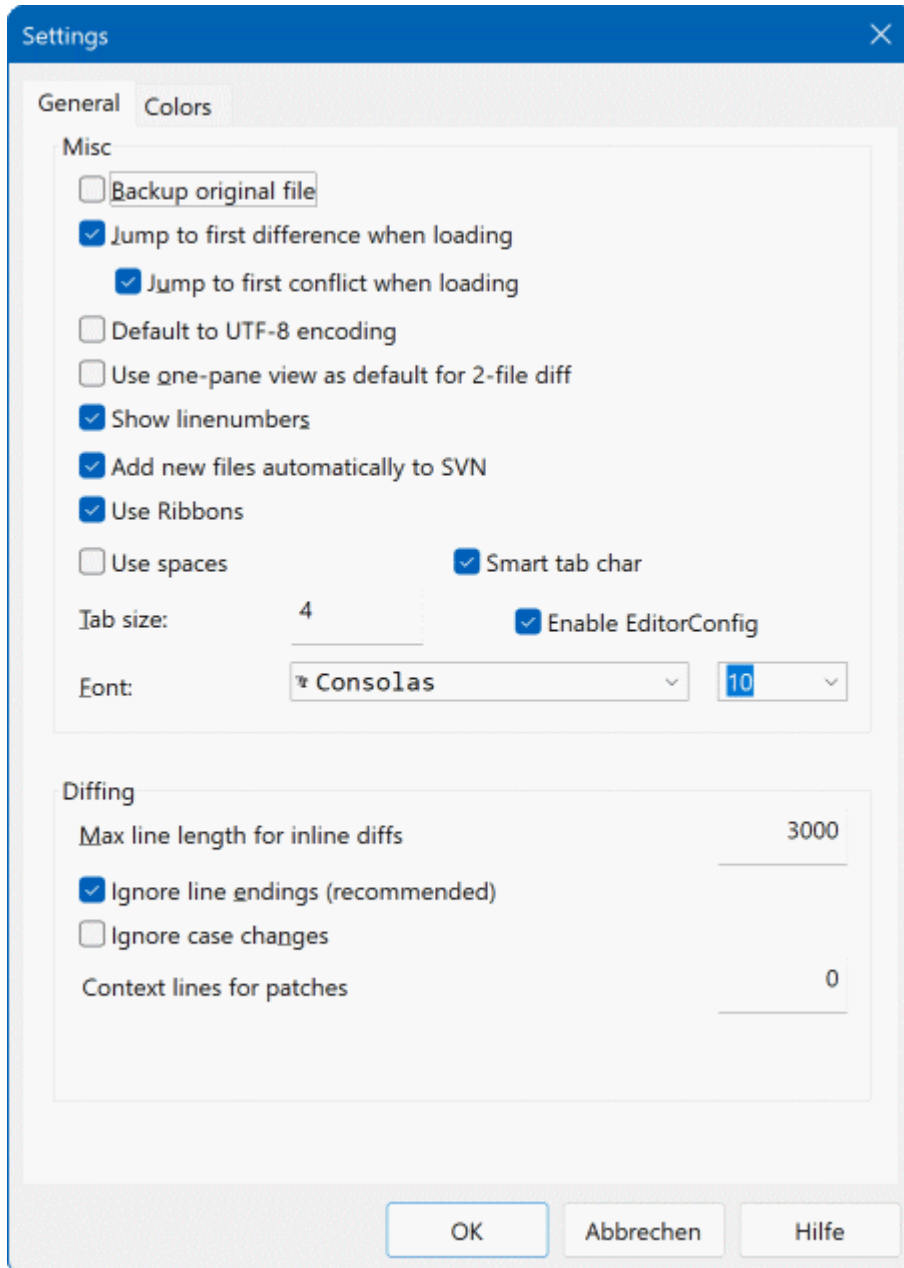 Settings
General Colors
Misc
Backup original file
Jump to first difference when loading
Jump to first conflict when loading
Default to UTF-8 encoding
Use one-pane view as default for 2-file diff
Show linenumbers
Add new files automatically to SVN
Use Ribbons
Use spaces Smart tab char
Tab size: 4 Enable EditorConfig
Font: Consolas 10
Diffing
Max line length for inline diffs 3000
Ignore line endings (recommended)
Ignore case changes
Context lines for patches 0
OK Abbrechen Hilfe